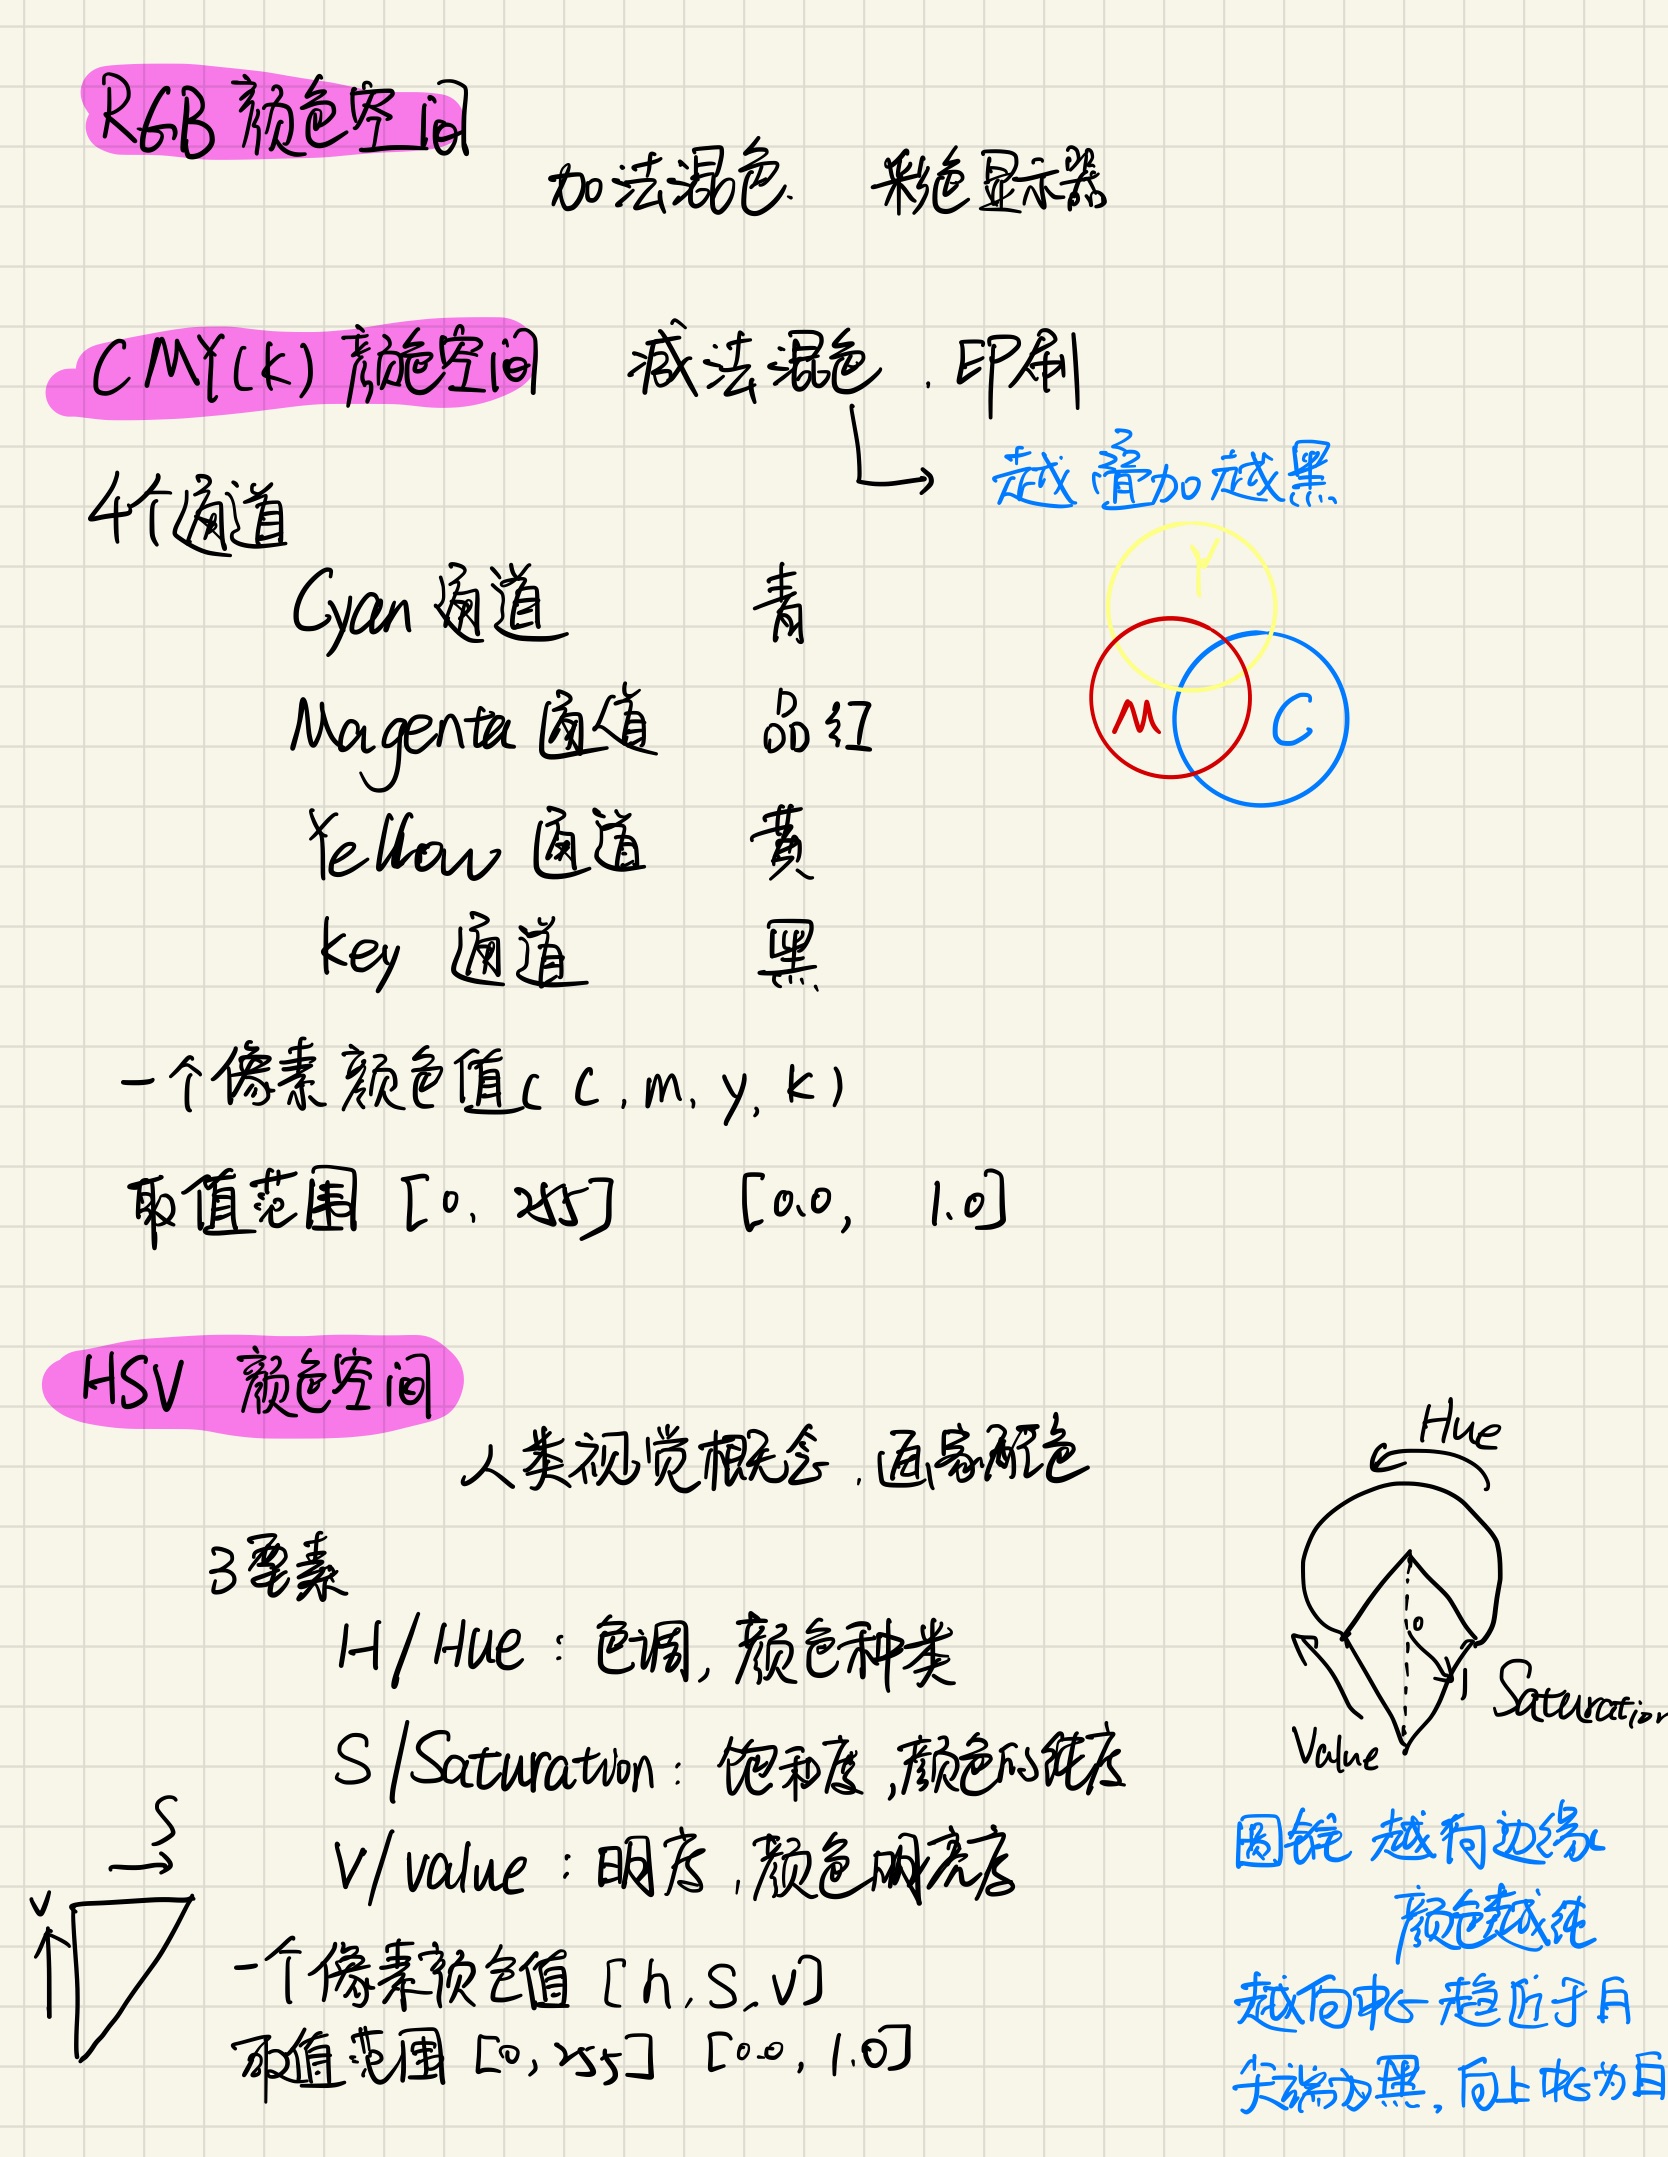 RGB 颜色空间
加法混色. 彩色显示器
CMY(K) 颜色空间 减法混色 . 印刷
越叠加越黑
4个通道
Y
M C
Cyan 通道 青
Magenta 通道 品红
Yellow 通道 黄
key 通道 黑
一个像素颜色值( c, m, y, k )
取值范围 [0, 255] [0.0, 1.0]
HSV 颜色空间
人类视觉概念, 画家配色
3要素
H/Hue : 色调, 颜色种类
S/Saturation : 饱和度, 颜色的纯度
V/value : 明度, 颜色明亮度
一个像素颜色值 [h, s, v]
取值范围 [0, 255] [0.0, 1.0]
S
V
Hue
0
1
Saturation
Value
圆锥 越向边缘
颜色越纯
越向中心趋近于白
尖端为黑, 向上中心为白